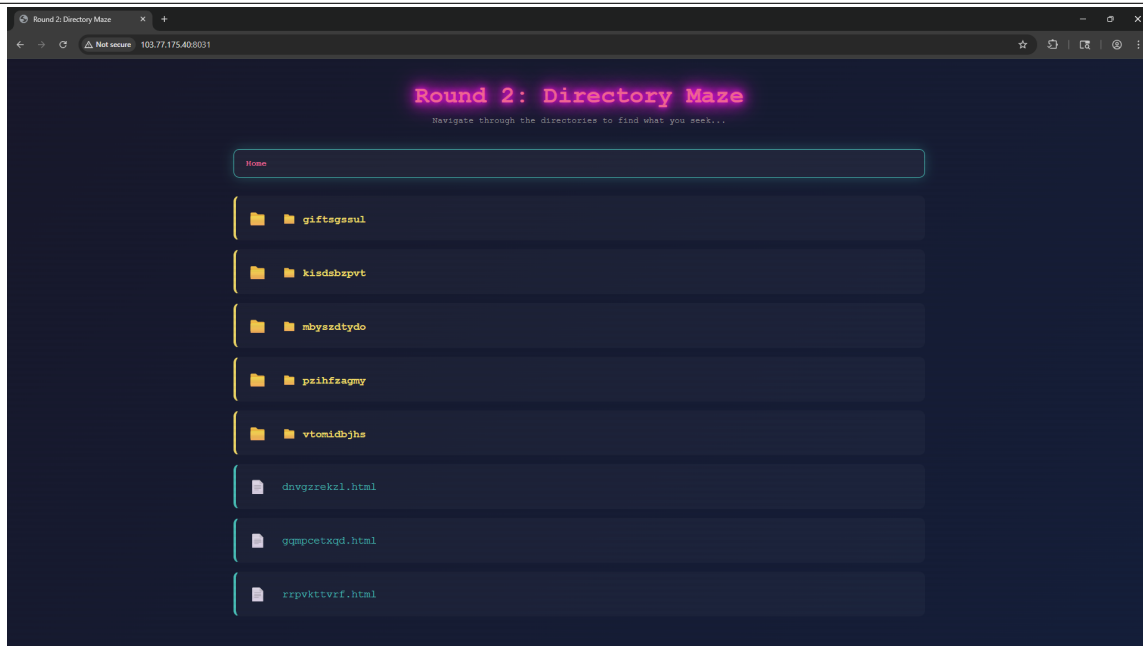 Round 2: Directory Maze
Not secure 103.77.175.40:8031
Round 2: Directory Maze
Navigate through the directories to find what you seek...
Home
giftsgssul
kisdsbzpvt
mbyszdtydo
pzihfzagmy
vtomidbjhs
dnvgzrekzl.html
gqmpcetxqd.html
rrpvkttvrf.html